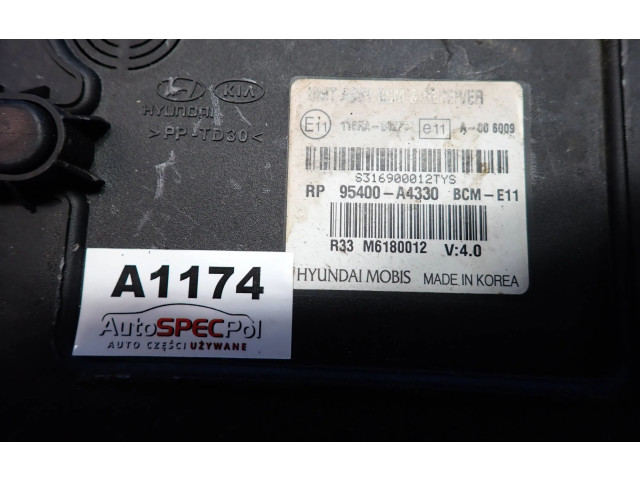 HYUNDAI KIA
>PP-TD30<
E11
e11
S316900012TYS
RP 95400-A4330 BCM-E11
R33 M6180012 V:4.0
HYUNDAI MOBIS MADE IN KOREA
A1174
AutoSPECPol
AUTO CZĘŚCI UŻYWANE